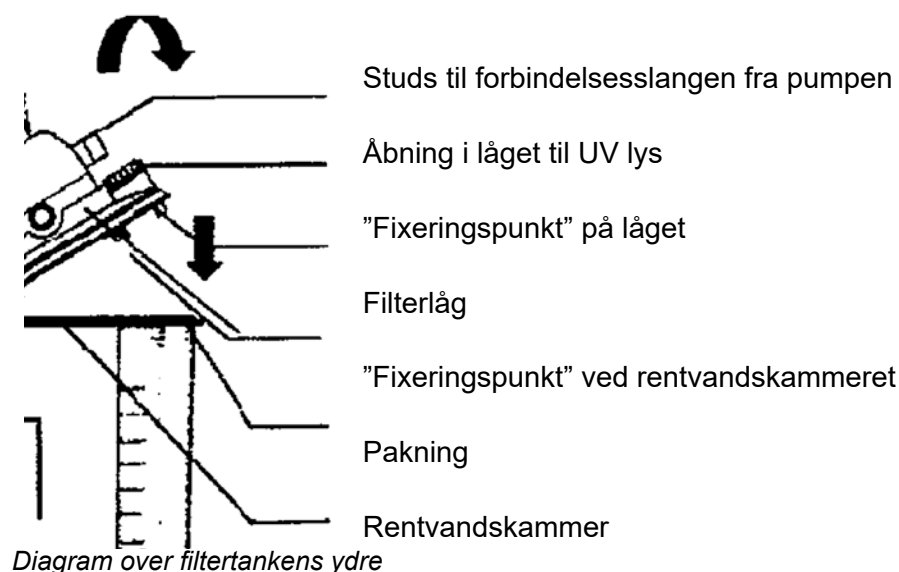 Studs til forbindelsesslangen fra pumpen
Åbning i låget til UV lys
”Fixeringspunkt” på låget
Filterlåg
”Fixeringspunkt” ved rentvandskammeret
Pakning
Rentvandskammer
Diagram over filtertankens ydre